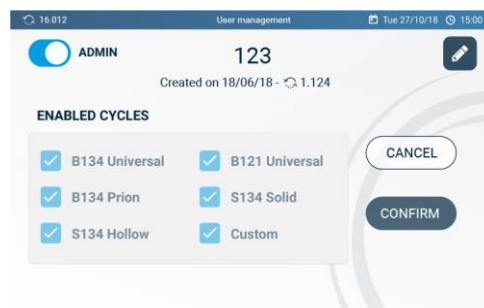 16.012 User management Tue 27/10/18 15:00
ADMIN 123
Created on 18/06/18 - 1.124
ENABLED CYCLES
B134 Universal B121 Universal CANCEL
B134 Prion S134 Solid
CONFIRM
S134 Hollow Custom